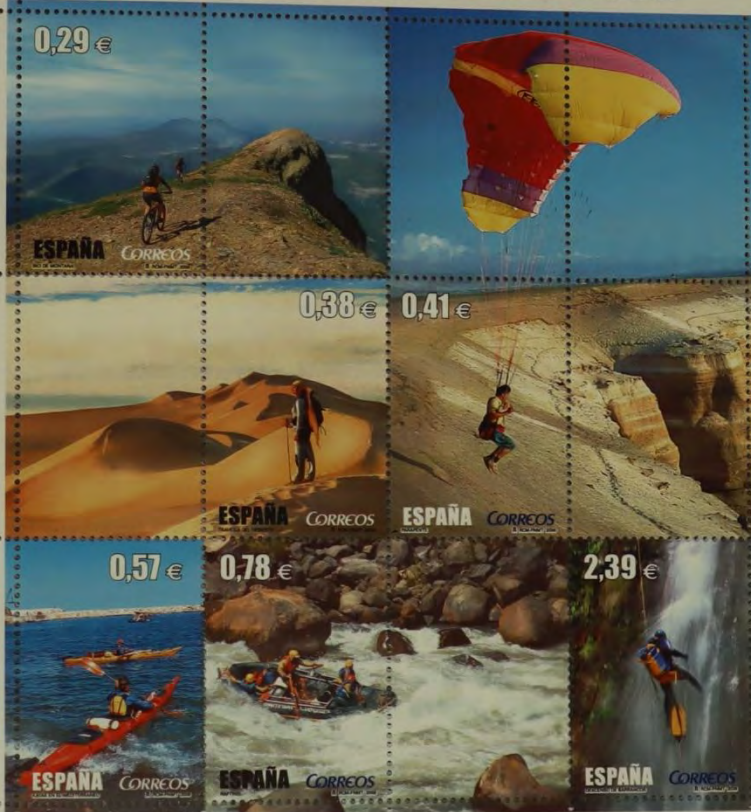 0,29 €
ESPAÑA CORREOS
0,38 €
0,41 €
ESPAÑA CORREOS
ESPAÑA CORREOS
0,57 €
0,78 €
2,39 €
ESPAÑA CORREOS
ESPAÑA CORREOS
ESPAÑA CORREOS